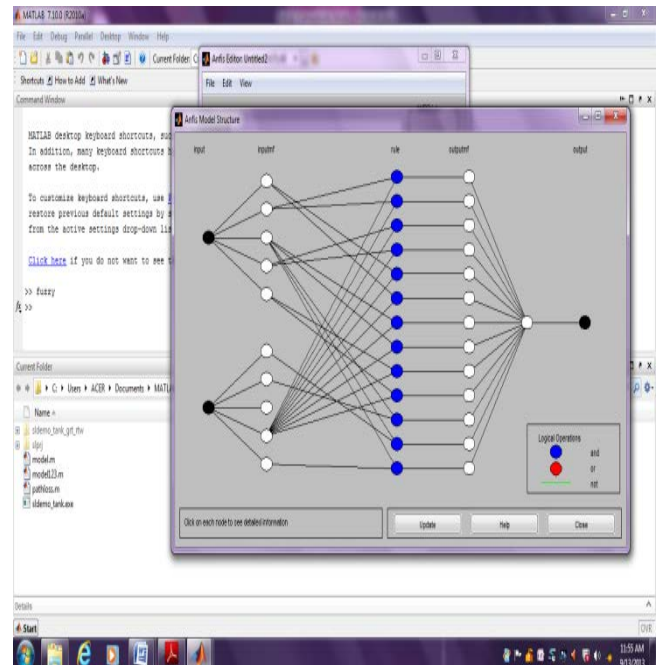 MATLAB 7.10.0 (R2010a)
File Edit Debug Parallel Desktop Window Help
Current Folder: C
Shortcuts How to Add What's New
Command Window
MATLAB desktop keyboard shortcuts, suc
In addition, many keyboard shortcuts h
across the desktop.
To customize keyboard shortcuts, use
restore previous default settings by s
from the active settings drop-down lis
Click here if you do not want to see t
>> fuzzy
fx >>
Current Folder
C: Users ACER Documents MATL
Name
sldemo_tank_grt_rtw
slprj
model.m
model123.m
pathloss.m
sldemo_tank.exe
Details
Start
OVR
Anfis Editor: Untitled2
File Edit View
Anfis Model Structure
input inputmf rule outputmf output
Logical Operations
and
or
not
Click on each node to see detailed information
Update Help Close
11:55 AM
9/13/2013